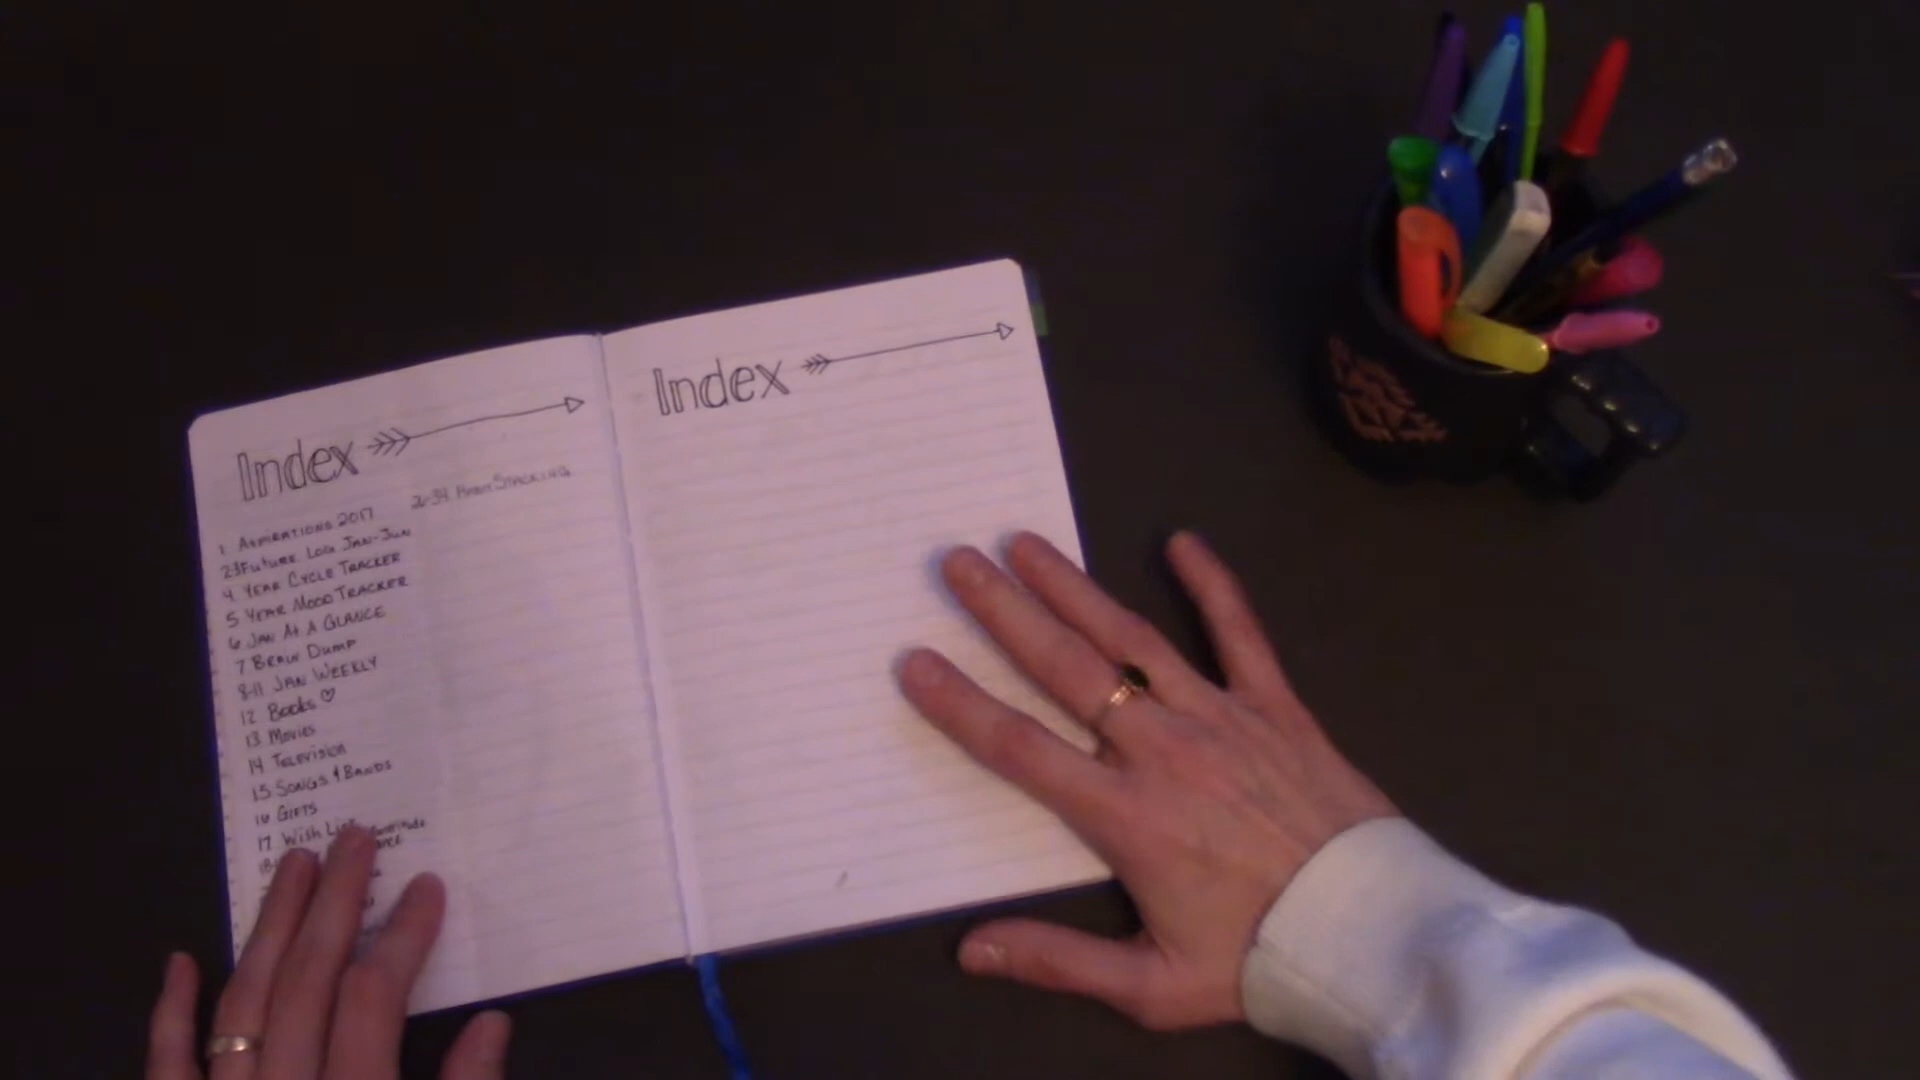 Index
1. Aspirations 2017
23 Future Log Jan-Jun
4 Year Cycle Tracker
5 Year Mood Tracker
6 Jan At A Glance
7 Brain Dump
8-11 Jan Weekly
12 Books ♡
13 Movies
14 Television
15 Songs & Bands
16 Gifts
17 Wish List
Stacking
Index